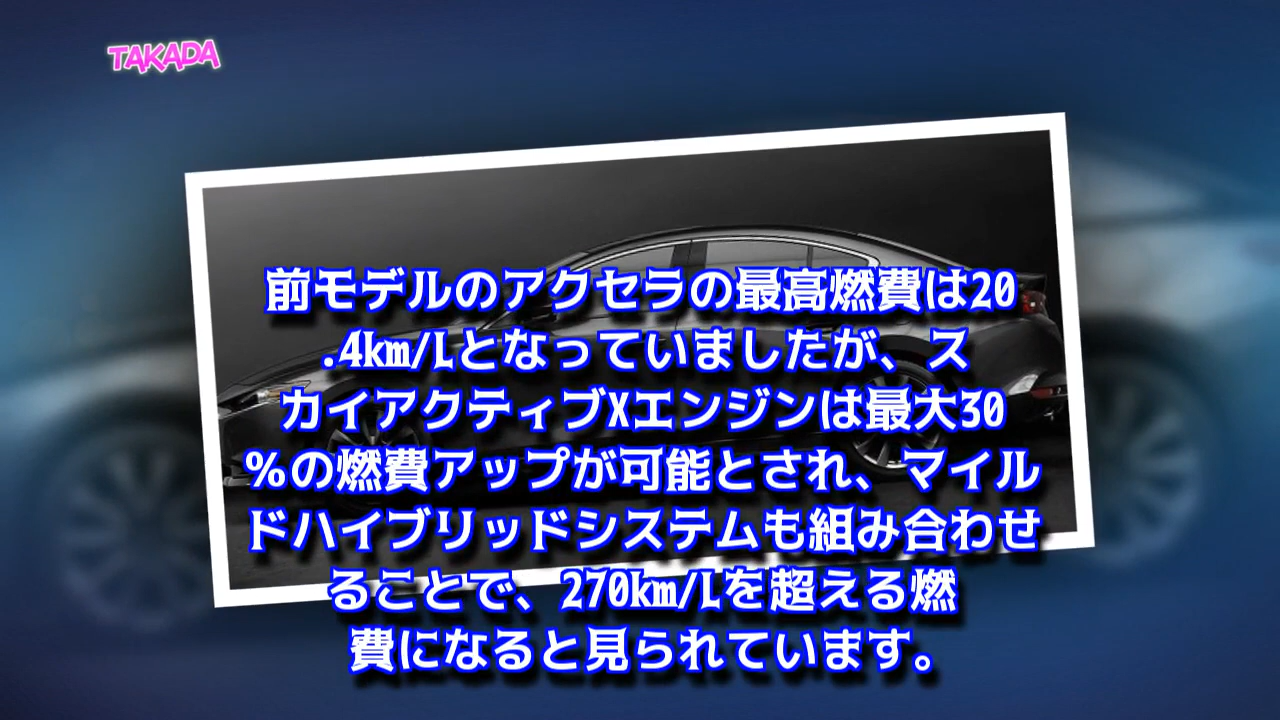 TAKADA
前モデルのアクセラの最高燃費は20
.4km/Lとなっていましたが、ス
カイアクティブXエンジンは最大30
%の燃費アップが可能とされ、マイル
ドハイブリッドシステムも組み合わせ
ることで、270km/Lを超える燃
費になると見られています。